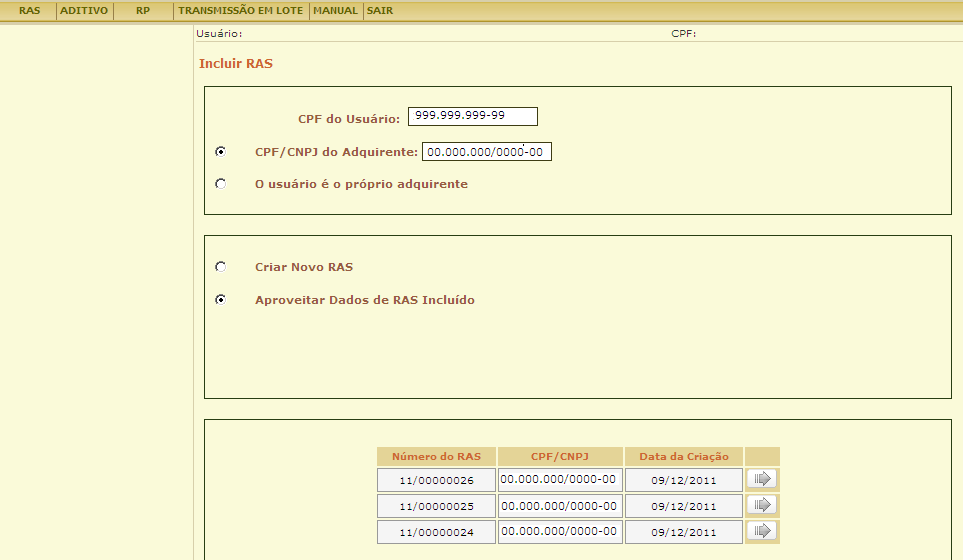 RAS ADITIVO RP TRANSMISSÃO EM LOTE MANUAL SAIR
Usuário: CPF:
Incluir RAS
CPF do Usuário: 999.999.999-99
CPF/CNPJ do Adquirente: 00.000.000/0000-00
O usuário é o próprio adquirente
Criar Novo RAS
Aproveitar Dados de RAS Incluído
Número do RAS CPF/CNPJ Data da Criação
11/00000026 00.000.000/0000-00 09/12/2011
11/00000025 00.000.000/0000-00 09/12/2011
11/00000024 00.000.000/0000-00 09/12/2011